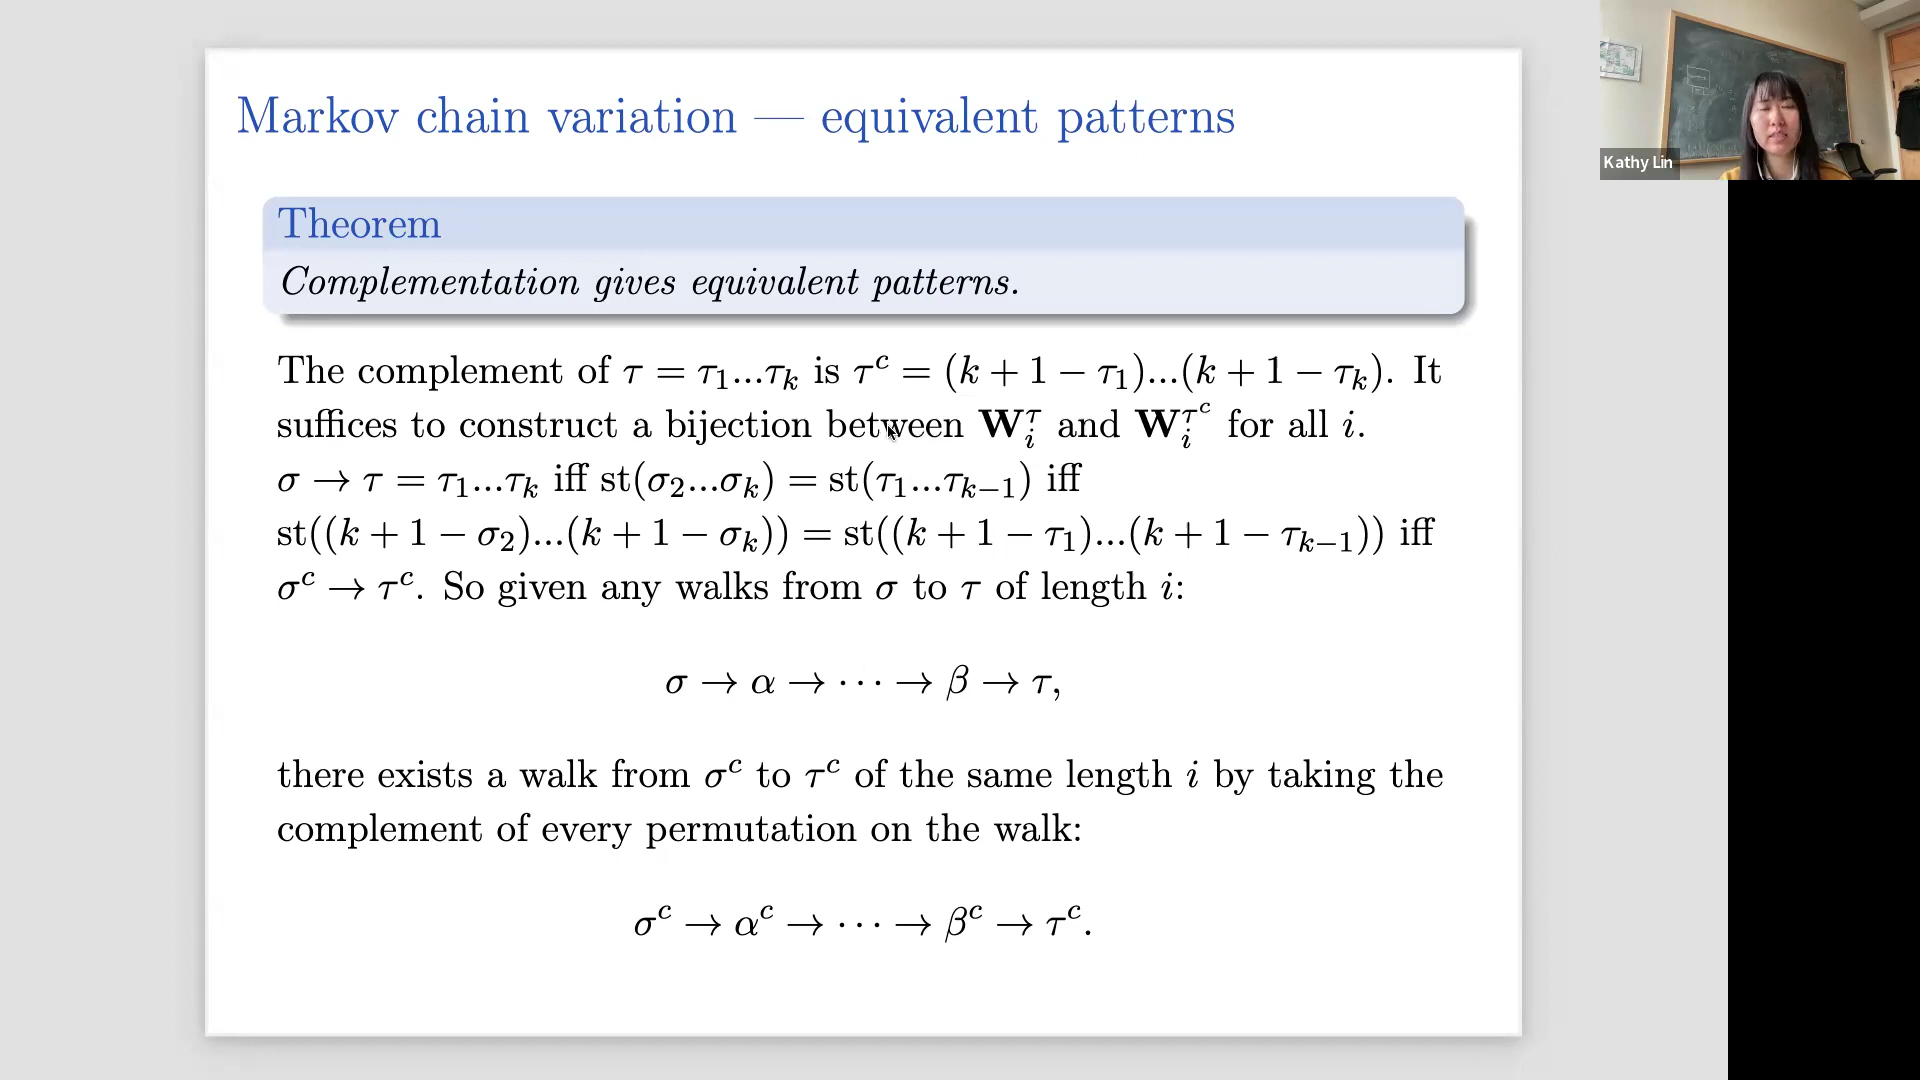 Markov chain variation — equivalent patterns
Kathy Lin
Theorem
Complementation gives equivalent patterns.
The complement of τ = τ₁...τₖ is τᶜ = (k + 1 − τ₁)...(k + 1 − τₖ). It
suffices to construct a bijection between 𝐖ᵢ^τ and 𝐖ᵢ^{τᶜ} for all i.
σ → τ = τ₁...τₖ iff st(σ₂...σₖ) = st(τ₁...τₖ₋₁) iff
st((k + 1 − σ₂)...(k + 1 − σₖ)) = st((k + 1 − τ₁)...(k + 1 − τₖ₋₁)) iff
σᶜ → τᶜ. So given any walks from σ to τ of length i:
σ → α → ⋯ → β → τ,
there exists a walk from σᶜ to τᶜ of the same length i by taking the
complement of every permutation on the walk:
σᶜ → αᶜ → ⋯ → βᶜ → τᶜ.